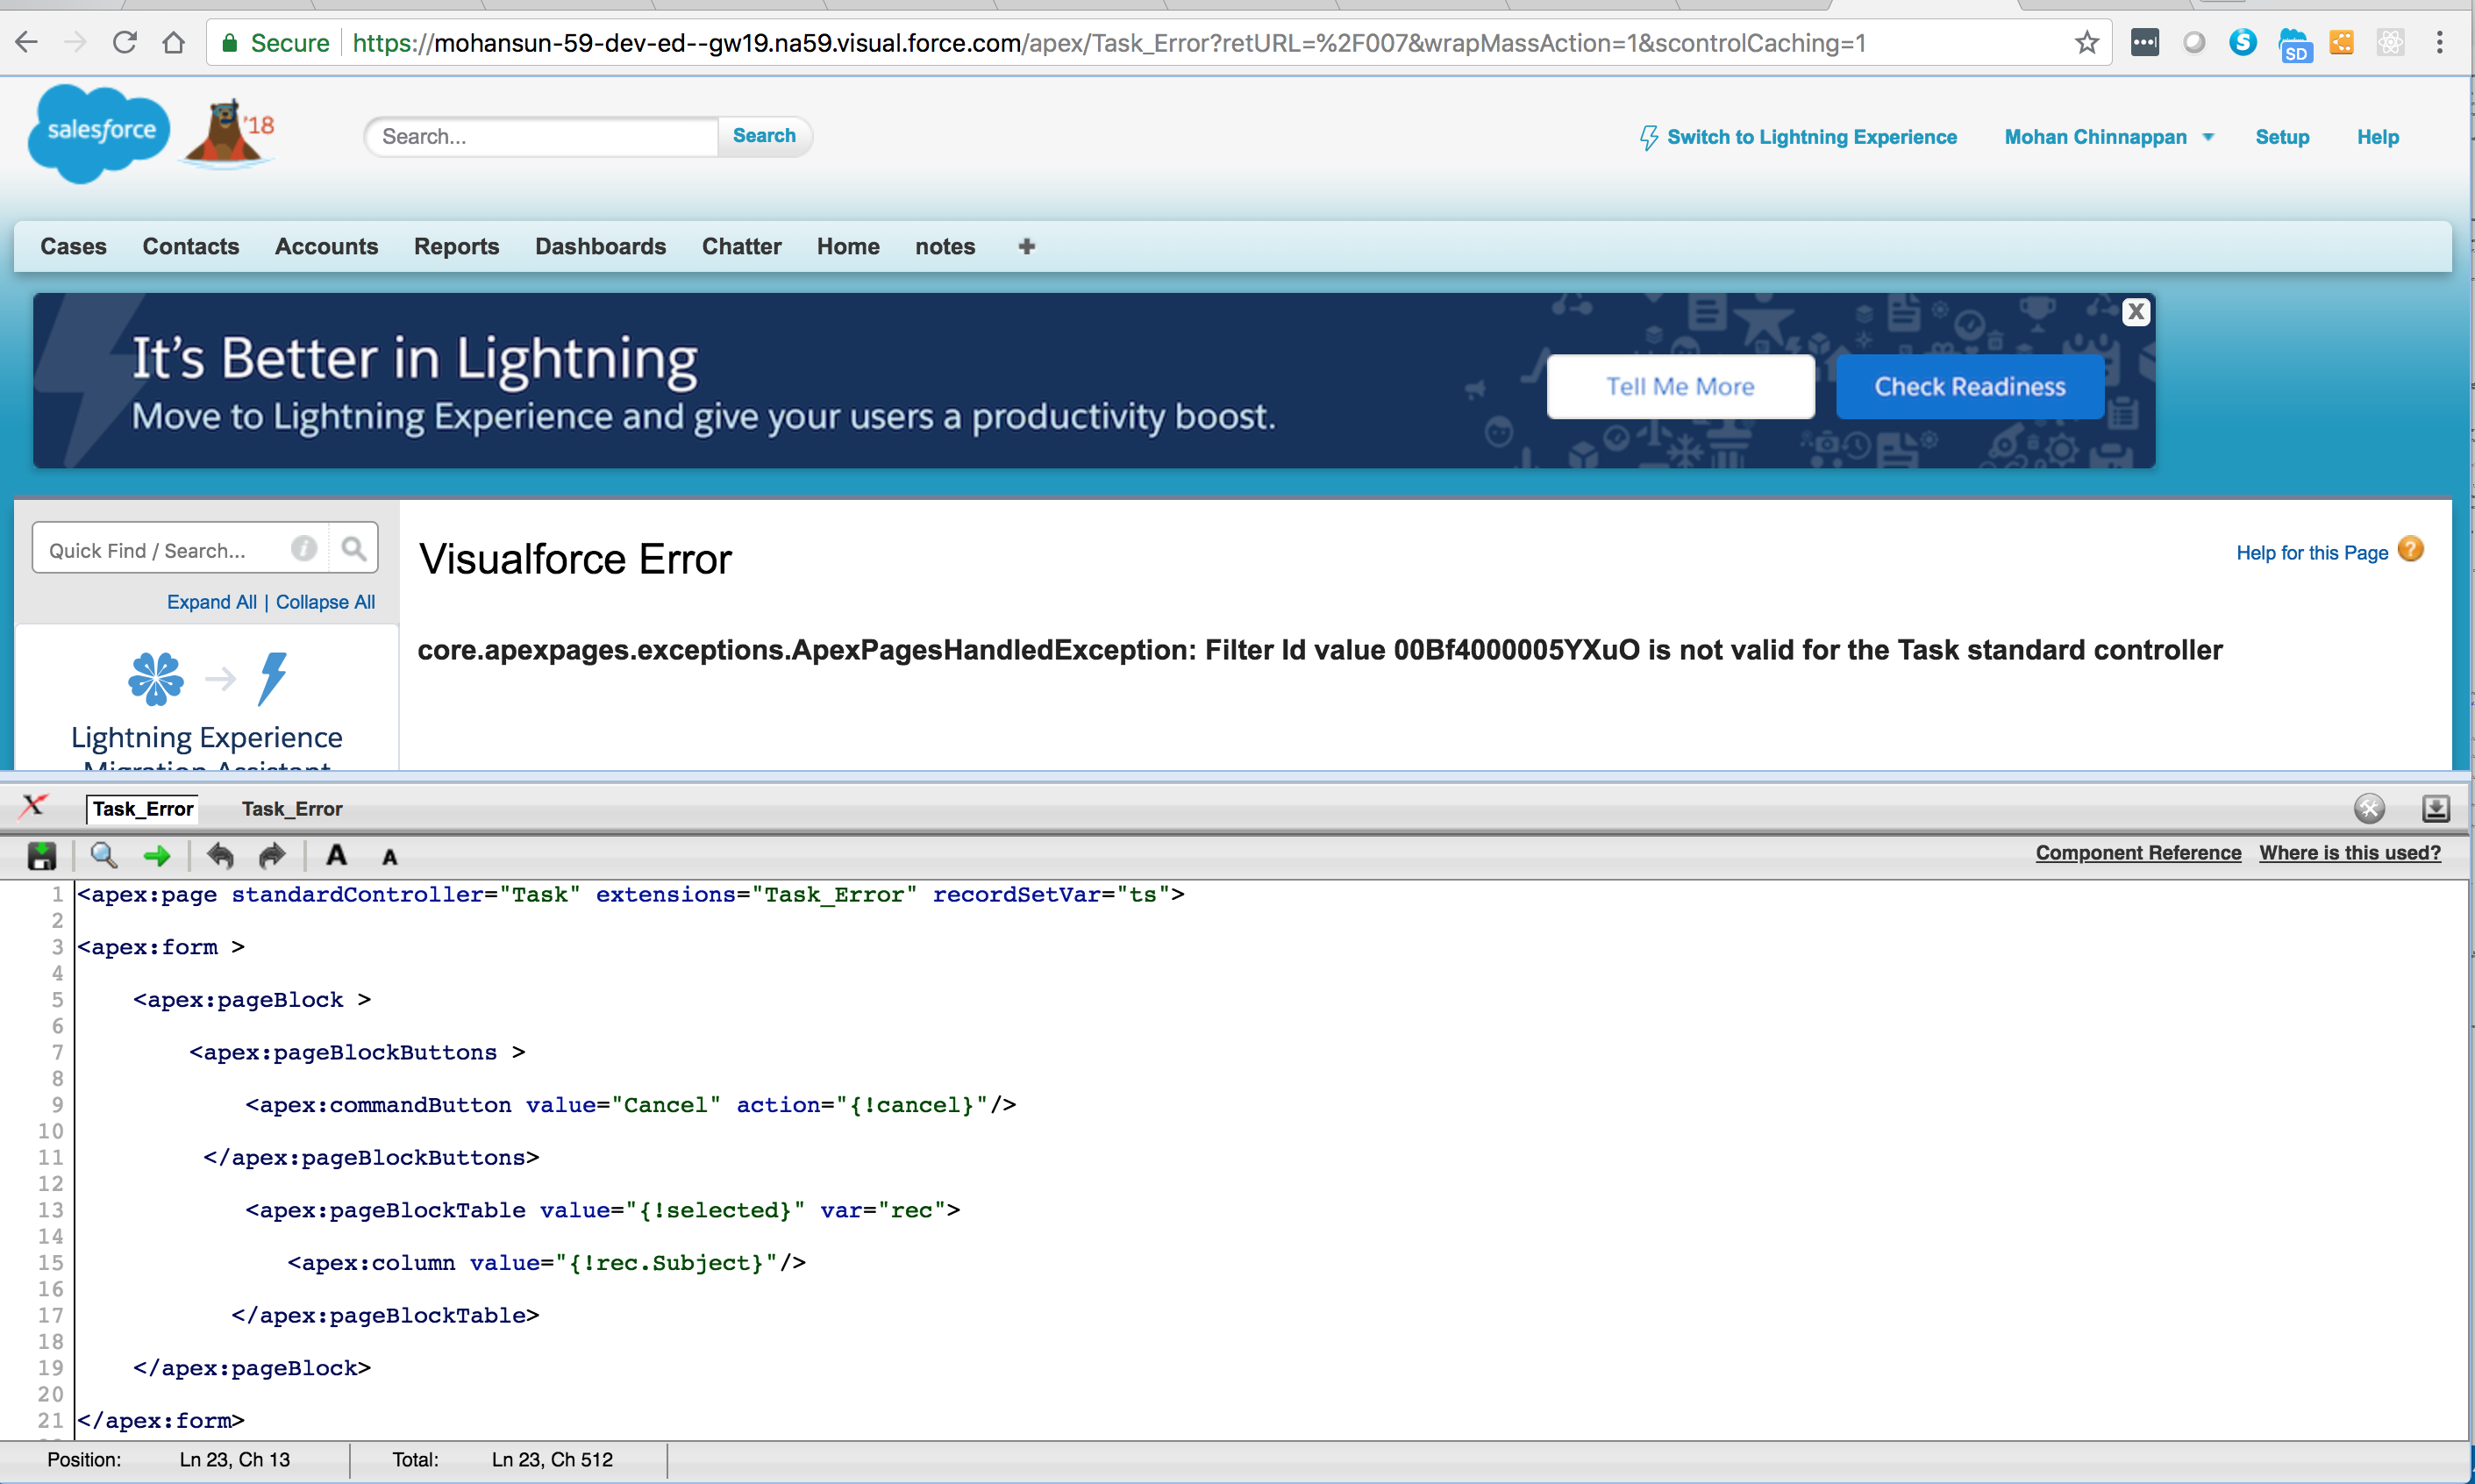 Secure https://mohansun-59-dev-ed--gw19.na59.visual.force.com/apex/Task_Error?retURL=%2F007&wrapMassAction=1&scontrolCaching=1
S
SD
salesforce
'18
Search...
Search
Switch to Lightning Experience
Mohan Chinnappan
Setup
Help
Cases Contacts Accounts Reports Dashboards Chatter Home notes +
It's Better in Lightning
Move to Lightning Experience and give your users a productivity boost.
Tell Me More
Check Readiness
X
Quick Find / Search...
Expand All | Collapse All
Lightning Experience
Migration Assistant
Visualforce Error
Help for this Page ?
core.apexpages.exceptions.ApexPagesHandledException: Filter Id value 00Bf4000005YXuO is not valid for the Task standard controller
Task_Error Task_Error
A A
Component Reference Where is this used?
1 <apex:page standardController="Task" extensions="Task_Error" recordSetVar="ts">
2
3 <apex:form >
4
5 <apex:pageBlock >
6
7 <apex:pageBlockButtons >
8
9 <apex:commandButton value="Cancel" action="{!cancel}"/>
10
11 </apex:pageBlockButtons>
12
13 <apex:pageBlockTable value="{!selected}" var="rec">
14
15 <apex:column value="{!rec.Subject}"/>
16
17 </apex:pageBlockTable>
18
19 </apex:pageBlock>
20
21 </apex:form>
Position: Ln 23, Ch 13 Total: Ln 23, Ch 512